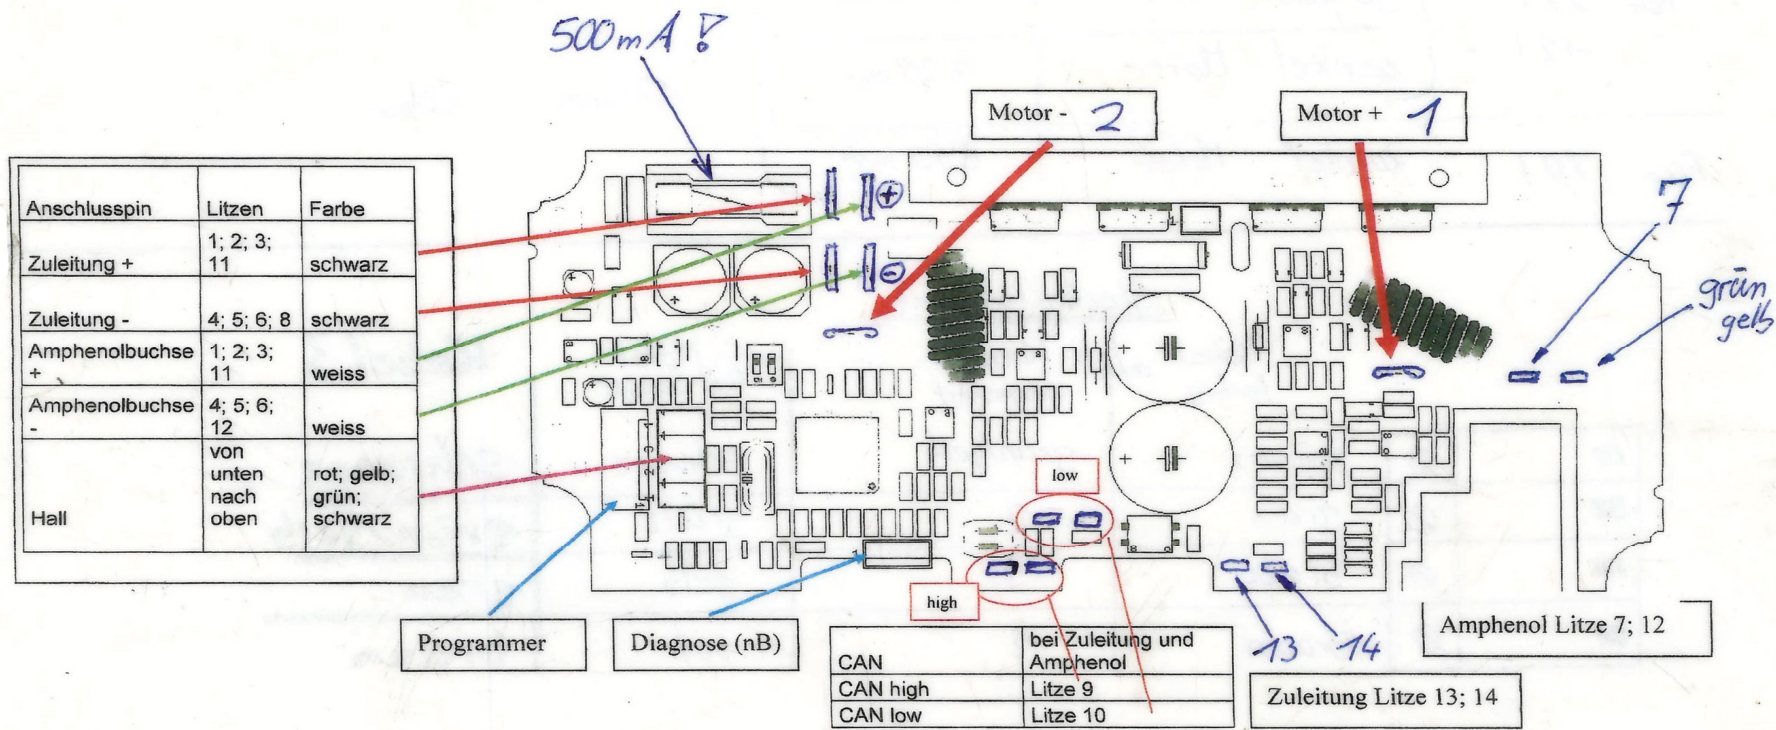 500mA!
Motor - 2
Motor + 1
7
grün
gelb
Anschlusspin Litzen Farbe
Zuleitung + 1; 2; 3; 11 schwarz
Zuleitung - 4; 5; 6; 8 schwarz
Amphenolbuchse + 1; 2; 3; 11 weiss
Amphenolbuchse - 4; 5; 6; 12 weiss
Hall von unten nach oben rot; gelb; grün; schwarz
+
-
low
high
Programmer
Diagnose (nB)
CAN bei Zuleitung und Amphenol
CAN high Litze 9
CAN low Litze 10
13 14
Zuleitung Litze 13; 14
Amphenol Litze 7; 12